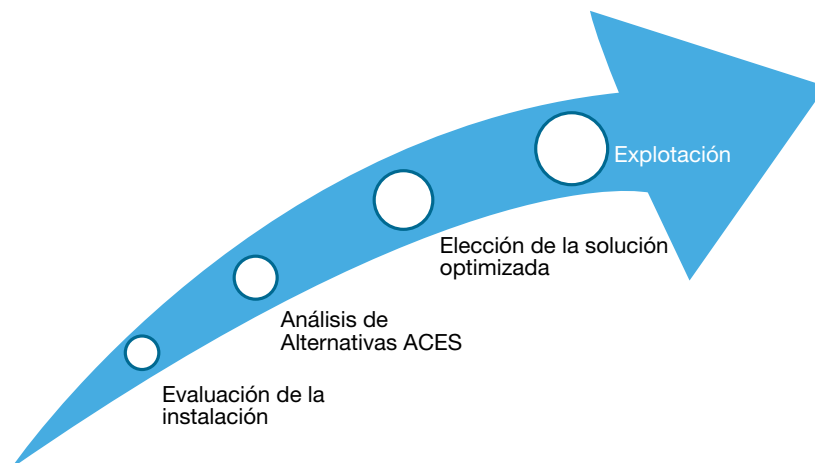 Explotación
Elección de la solución
optimizada
Análisis de
Alternativas ACES
Evaluación de la
instalación